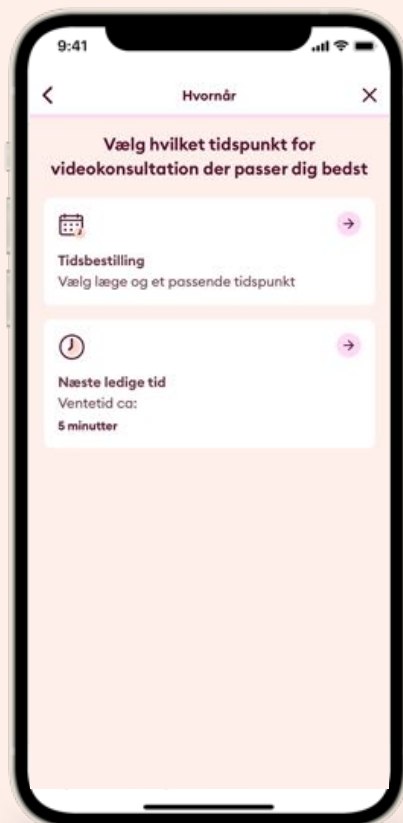 9:41
Hvornår
Vælg hvilket tidspunkt for
videokonsultation der passer dig bedst
Tidsbestilling
Vælg læge og et passende tidspunkt
Næste ledige tid
Ventetid ca:
5 minutter